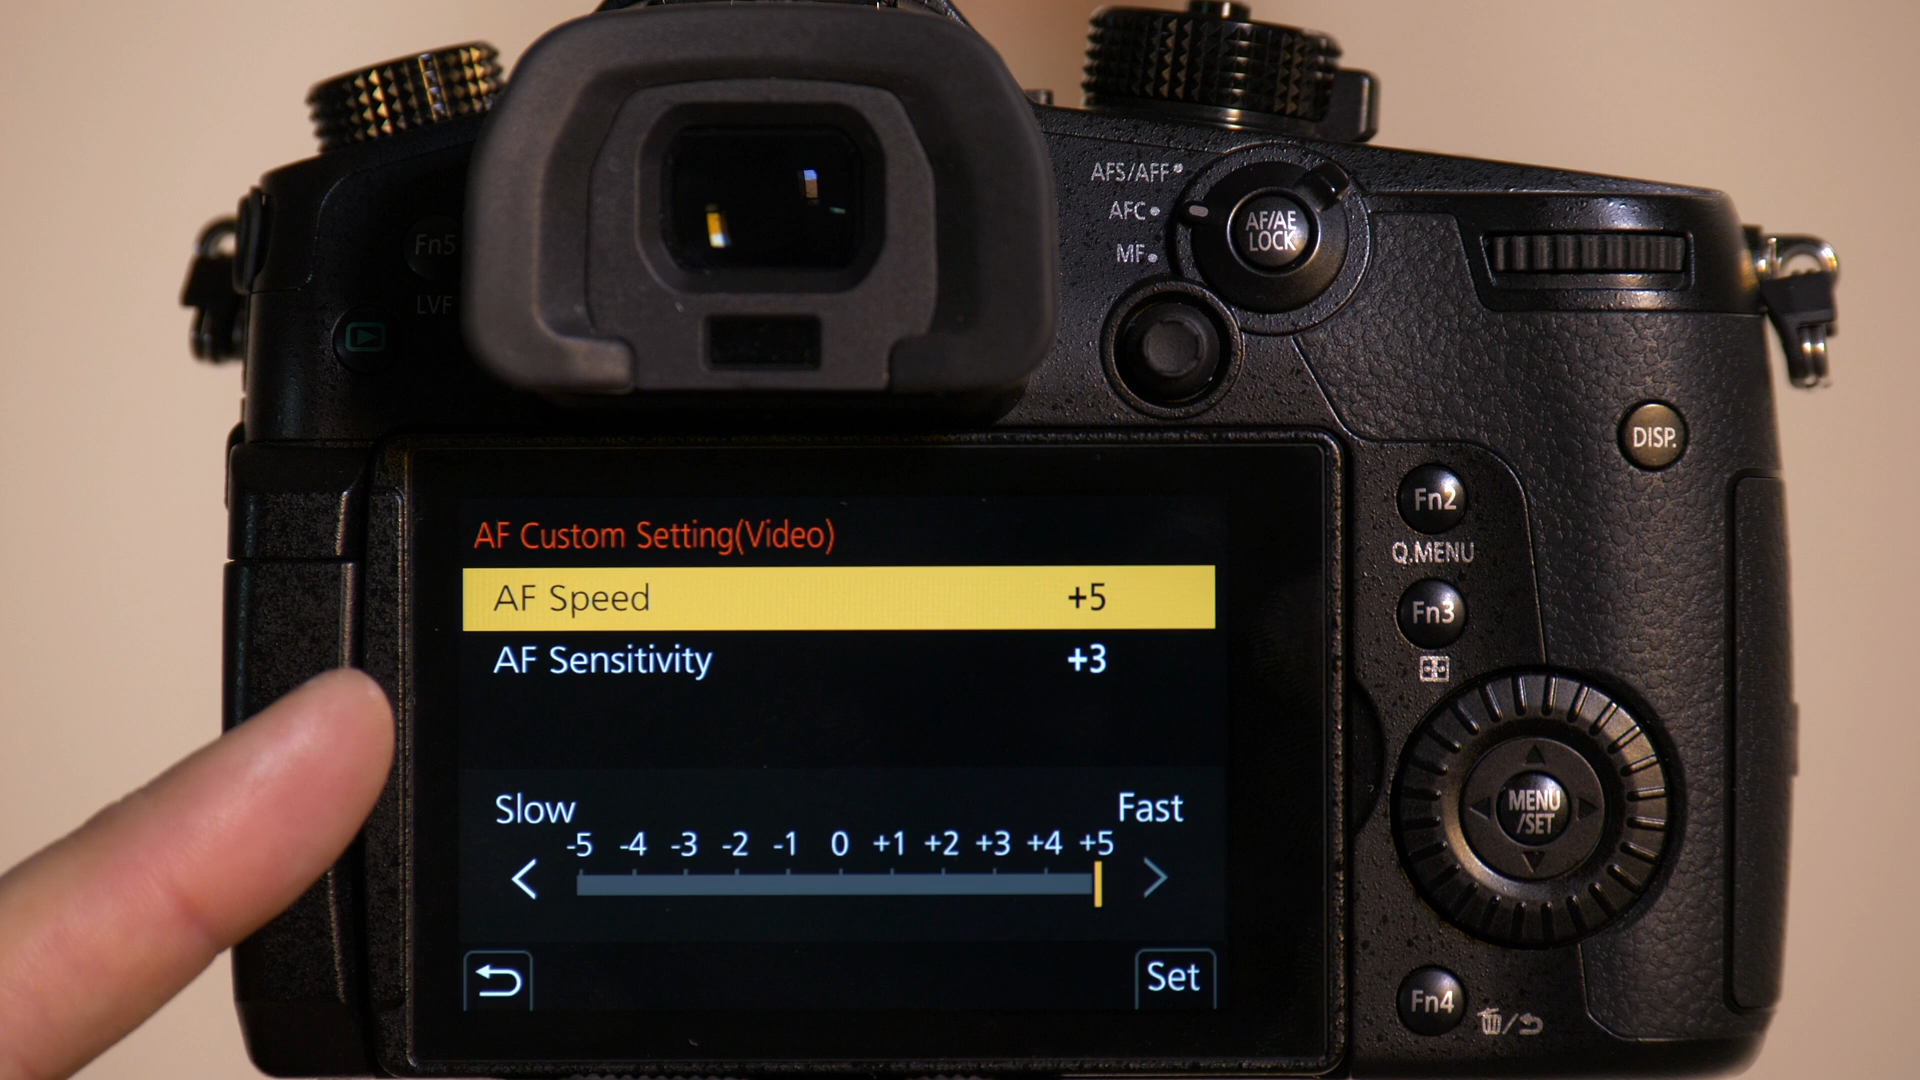 AFS/AFF
AFC
MF
AF/AE
LOCK
Fn5
LVF
DISP.
Fn2
Q.MENU
Fn3
MENU
/SET
Fn4
AF Custom Setting(Video)
AF Speed +5
AF Sensitivity +3
Slow Fast
-5 -4 -3 -2 -1 0 +1 +2 +3 +4 +5
Set